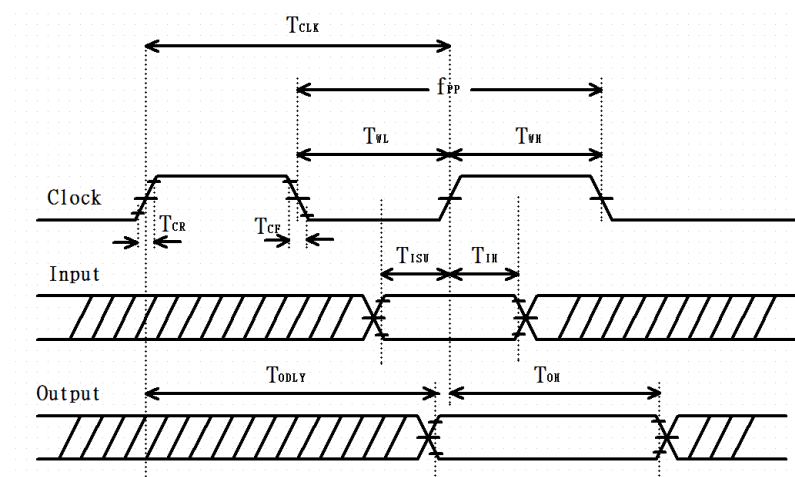 TCLK
fPP
TWL TWH
Clock
TCR TCF
TISU TIH
Input
TODLY TOH
Output